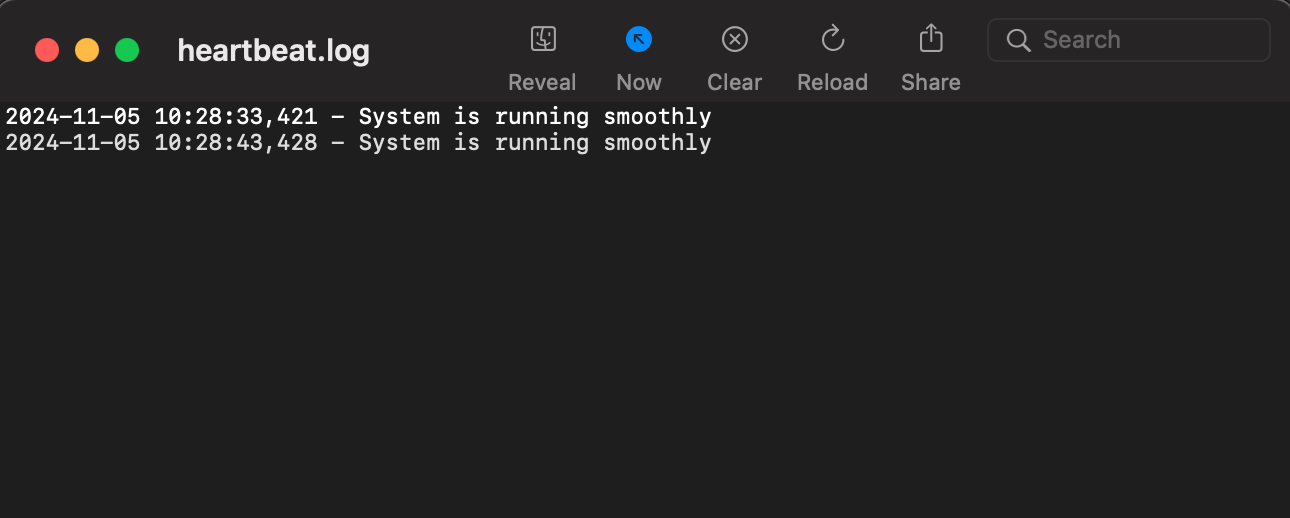 heartbeat.log
Reveal Now Clear Reload Share Search
2024-11-05 10:28:33,421 - System is running smoothly
2024-11-05 10:28:43,428 - System is running smoothly